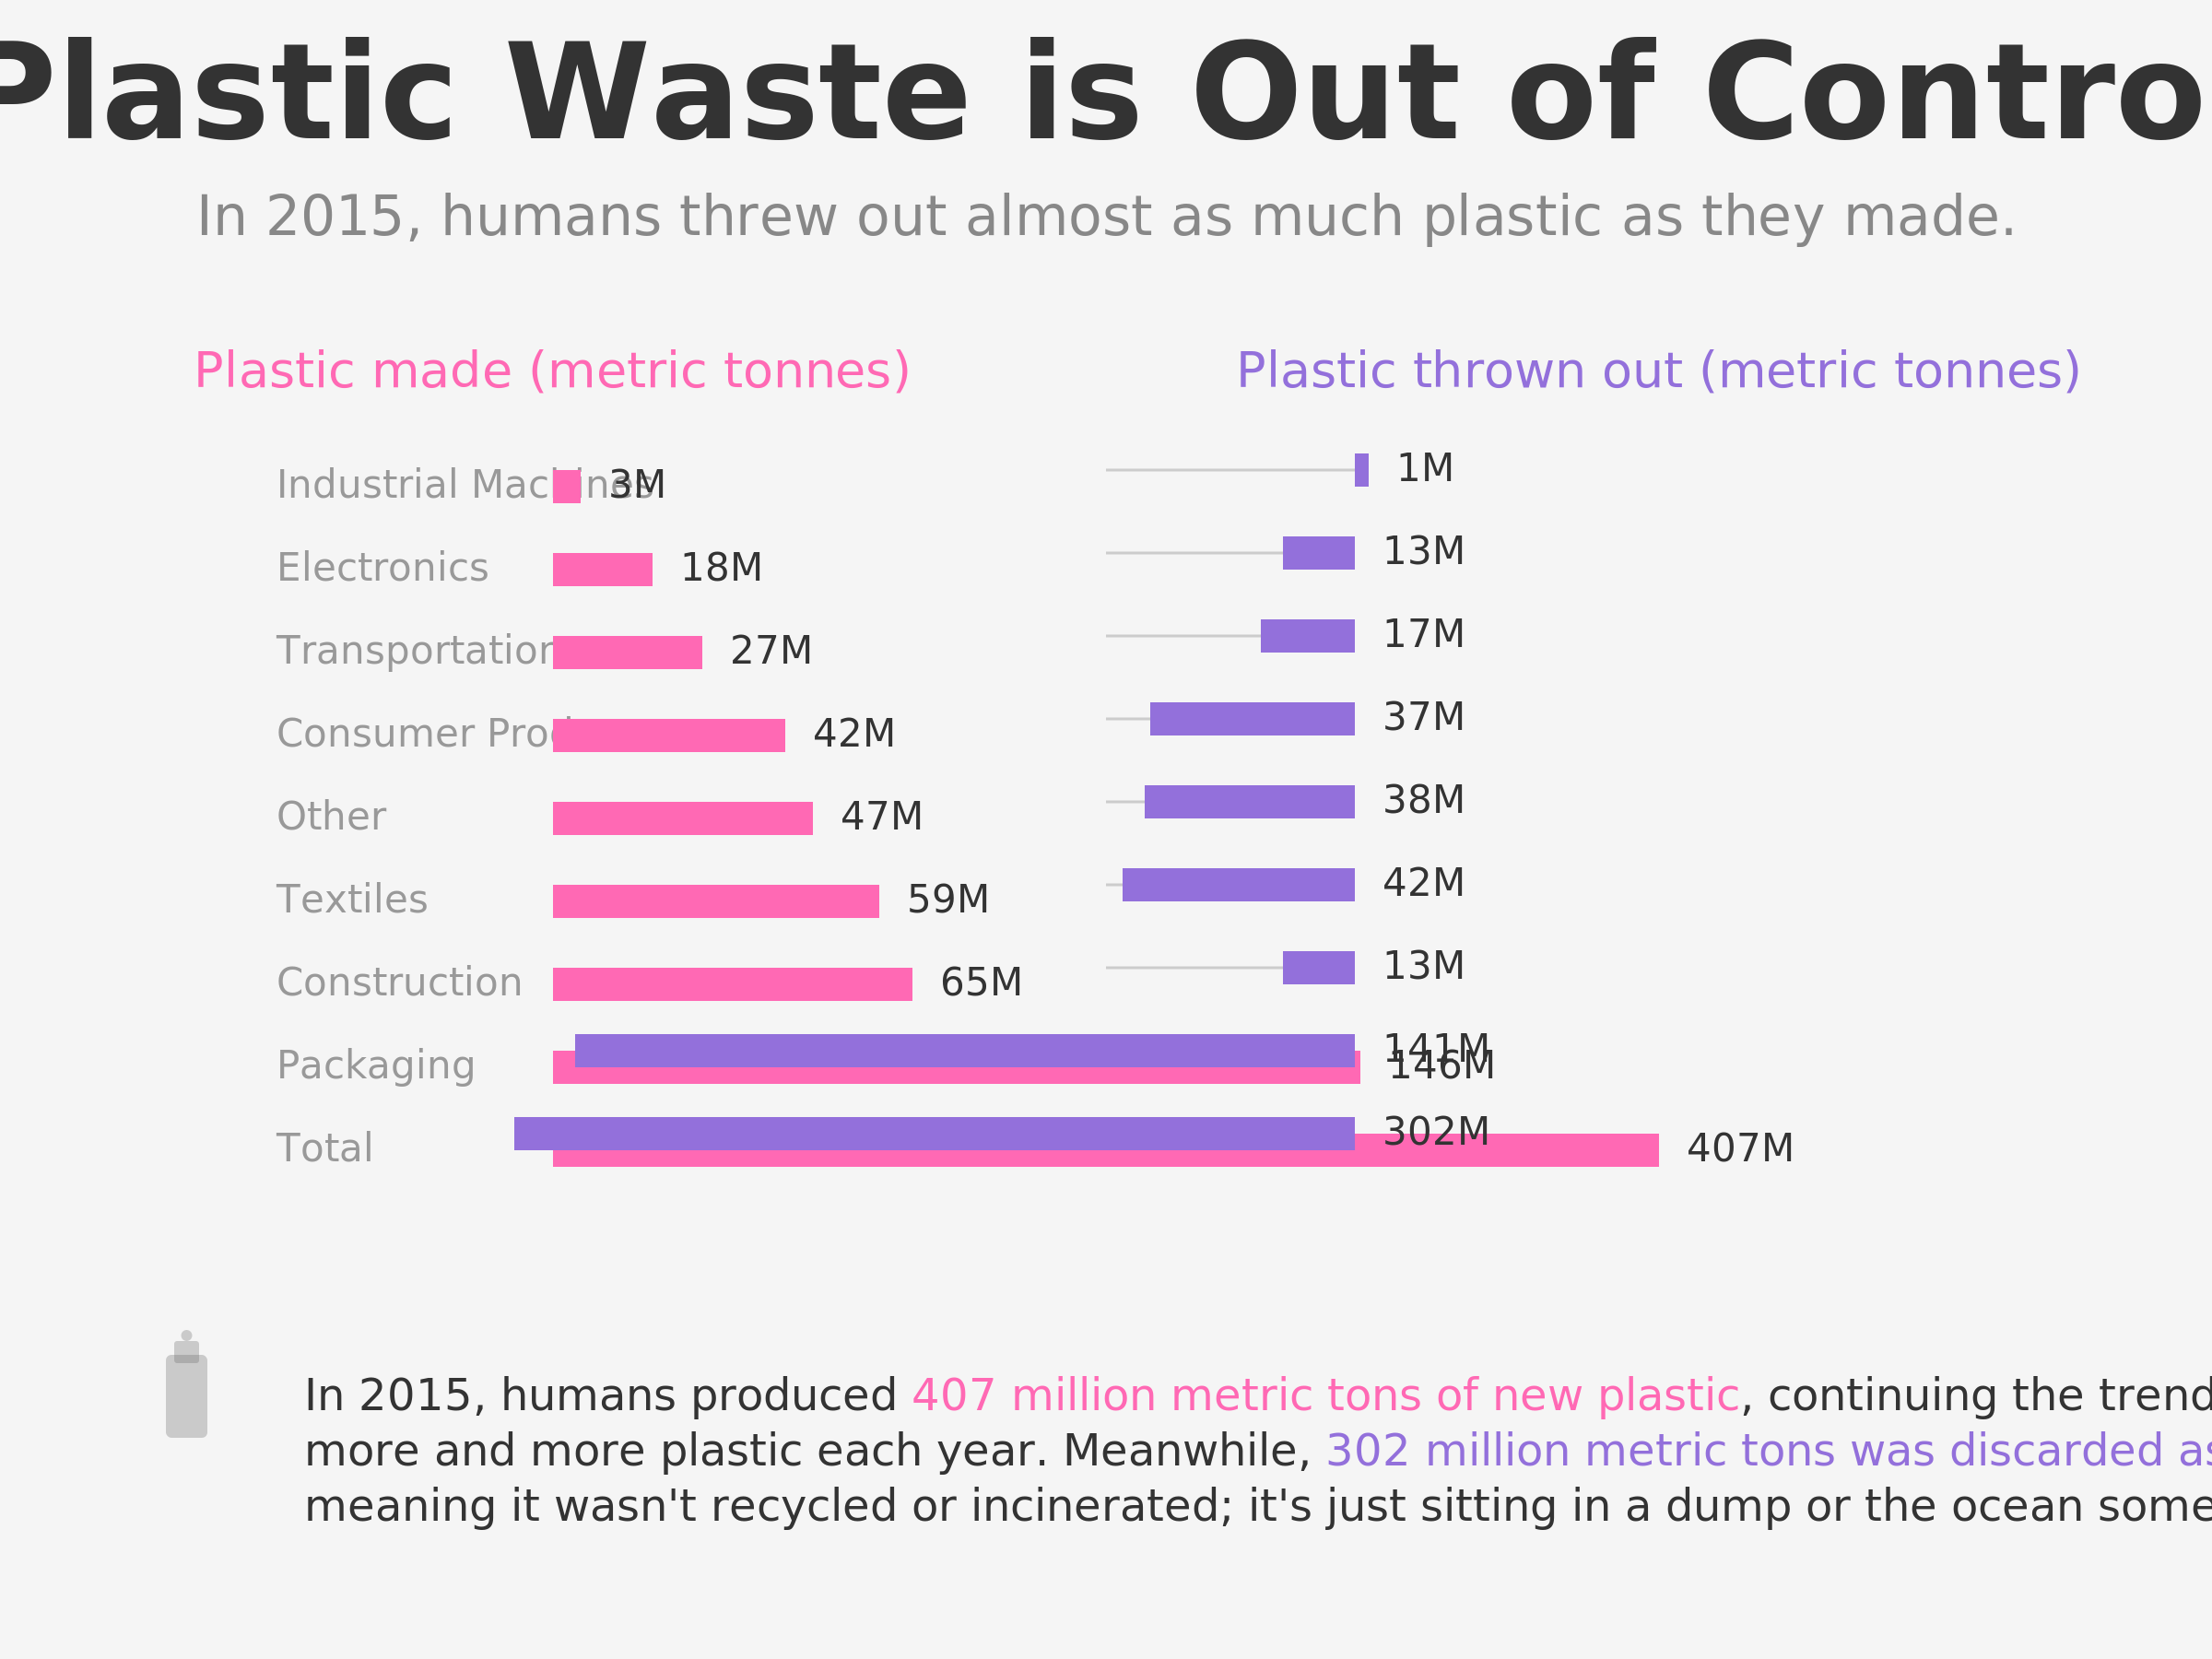 Plastic Waste is Out of Contro
In 2015, humans threw out almost as much plastic as they made.
Plastic made (metric tonnes)
Plastic thrown out (metric tonnes)
Industrial Machines 3M 1M
Electronics 18M 13M
Transportation 27M 17M
Consumer Prod 42M 37M
Other 47M 38M
Textiles 59M 42M
Construction 65M 13M
Packaging 146M 141M
Total 407M 302M
In 2015, humans produced 407 million metric tons of new plastic, continuing the trend
more and more plastic each year. Meanwhile, 302 million metric tons was discarded as
meaning it wasn't recycled or incinerated; it's just sitting in a dump or the ocean some